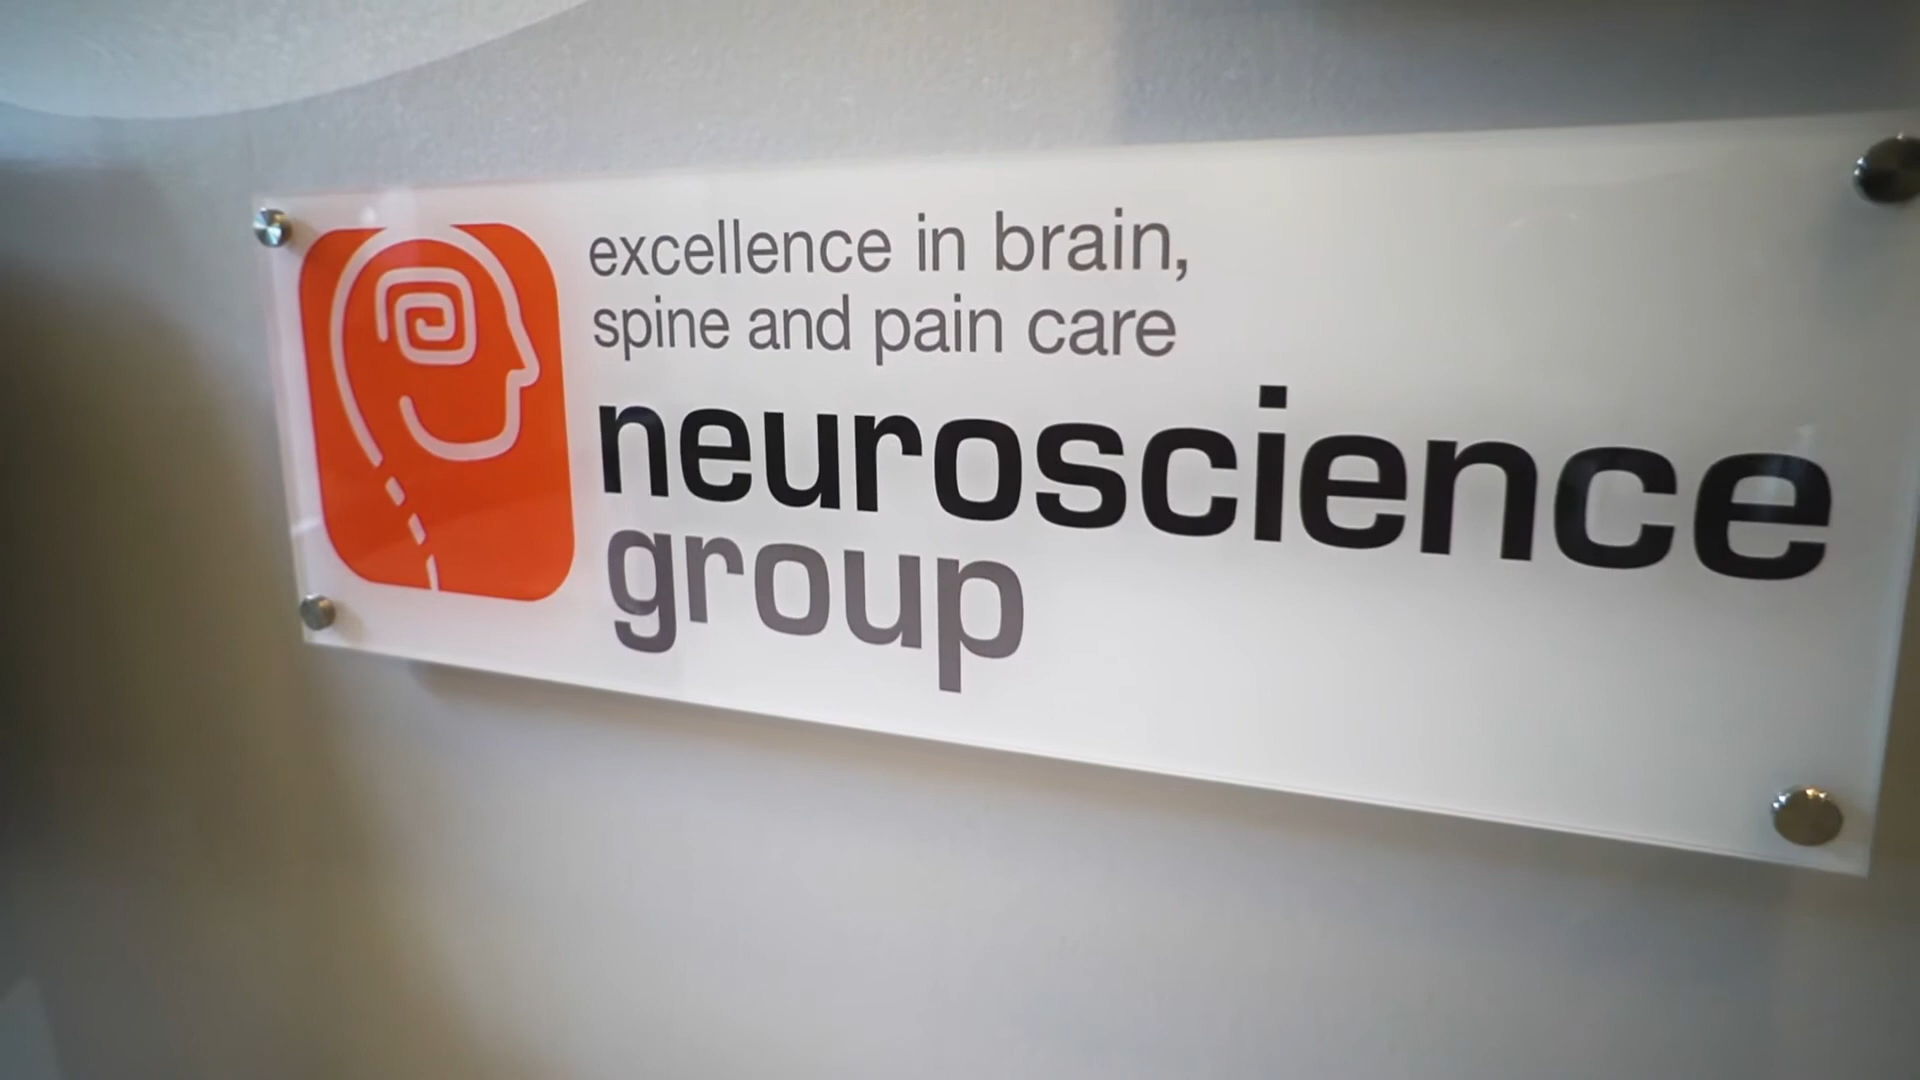 excellence in brain,
spine and pain care
neuroscience
group